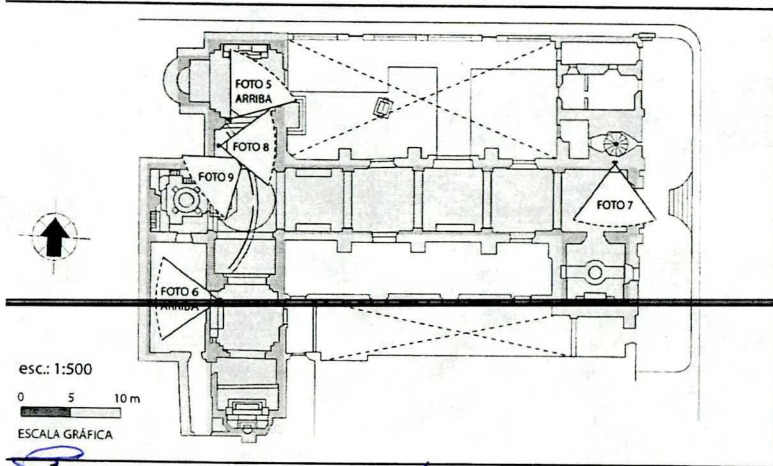 FOTO 5
ARRIBA
FOTO 8
FOTO 9
FOTO 7
FOTO 6
ARRIBA
esc.: 1:500
0 5 10 m
ESCALA GRÁFICA